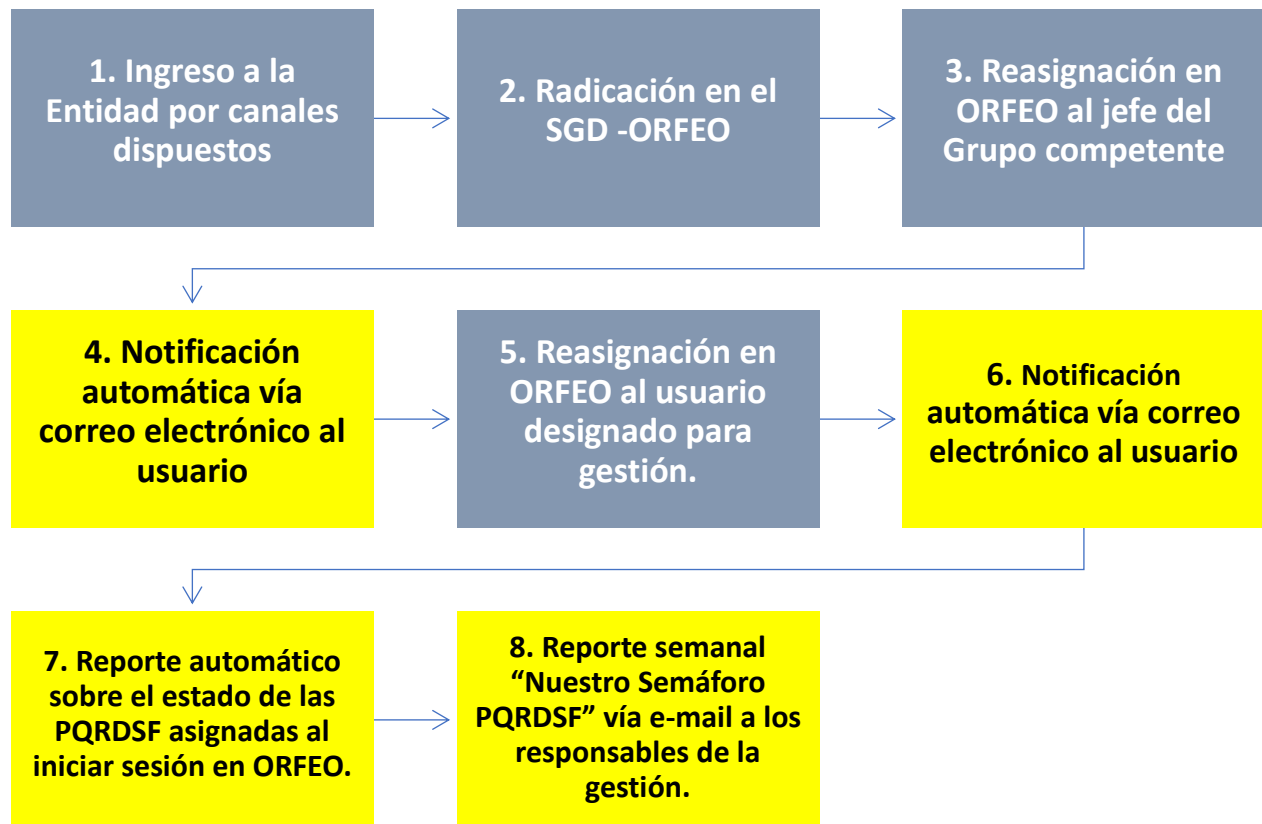 1. Ingreso a la
Entidad por canales
dispuestos
2. Radicación en el
SGD -ORFEO
3. Reasignación en
ORFEO al jefe del
Grupo competente
4. Notificación
automática vía
correo electrónico al
usuario
5. Reasignación en
ORFEO al usuario
designado para
gestión.
6. Notificación
automática vía correo
electrónico al usuario
7. Reporte automático
sobre el estado de las
PQRDSF asignadas al
iniciar sesión en ORFEO.
8. Reporte semanal
“Nuestro Semáforo
PQRDSF” vía e-mail a los
responsables de la
gestión.